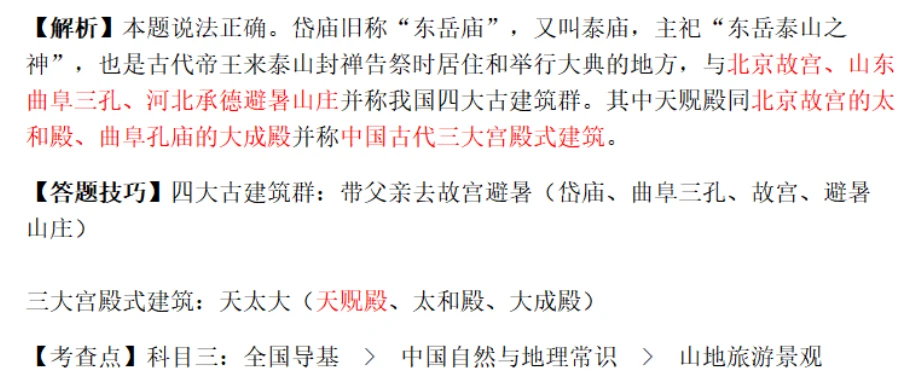 【解析】本题说法正确。岱庙旧称“东岳庙”，又叫泰庙，主祀“东岳泰山之
神”，也是古代帝王来泰山封禅告祭时居住和举行大典的地方，与北京故宫、山东
曲阜三孔、河北承德避暑山庄并称我国四大古建筑群。其中天贶殿同北京故宫的太
和殿、曲阜孔庙的大成殿并称中国古代三大宫殿式建筑。
【答题技巧】四大古建筑群：带父亲去故宫避暑（岱庙、曲阜三孔、故宫、避暑
山庄）
三大宫殿式建筑：天太大（天贶殿、太和殿、大成殿）
【考查点】科目三：全国导基 > 中国自然与地理常识 > 山地旅游景观